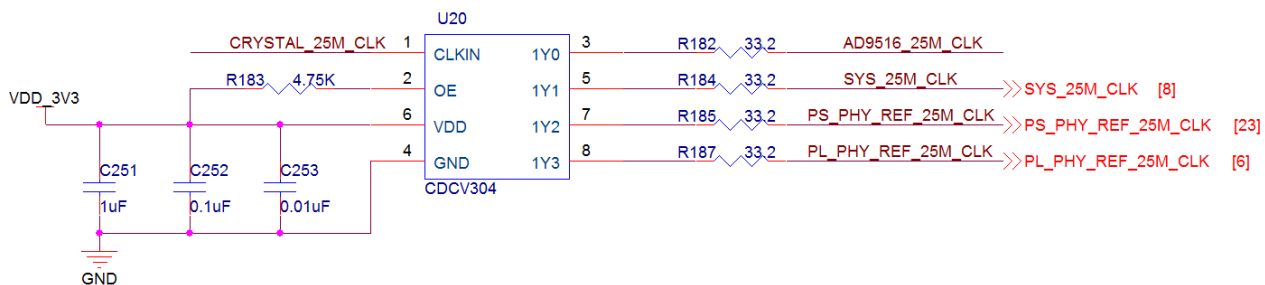 U20
CRYSTAL_25M_CLK 1 CLKIN 1Y0 3 R182 33.2 AD9516_25M_CLK
R183 4.75K 2 OE 1Y1 5 R184 33.2 SYS_25M_CLK SYS_25M_CLK [8]
VDD_3V3 6 VDD 1Y2 7 R185 33.2 PS_PHY_REF_25M_CLK PS_PHY_REF_25M_CLK [23]
4 GND 1Y3 8 R187 33.2 PL_PHY_REF_25M_CLK PL_PHY_REF_25M_CLK [6]
C251 C252 C253 CDCV304
1uF 0.1uF 0.01uF
GND